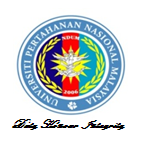 UNIVERSITI PERTAHANAN NASIONAL MALAYSIA
NDUM
2006
Duty Honour Integrity